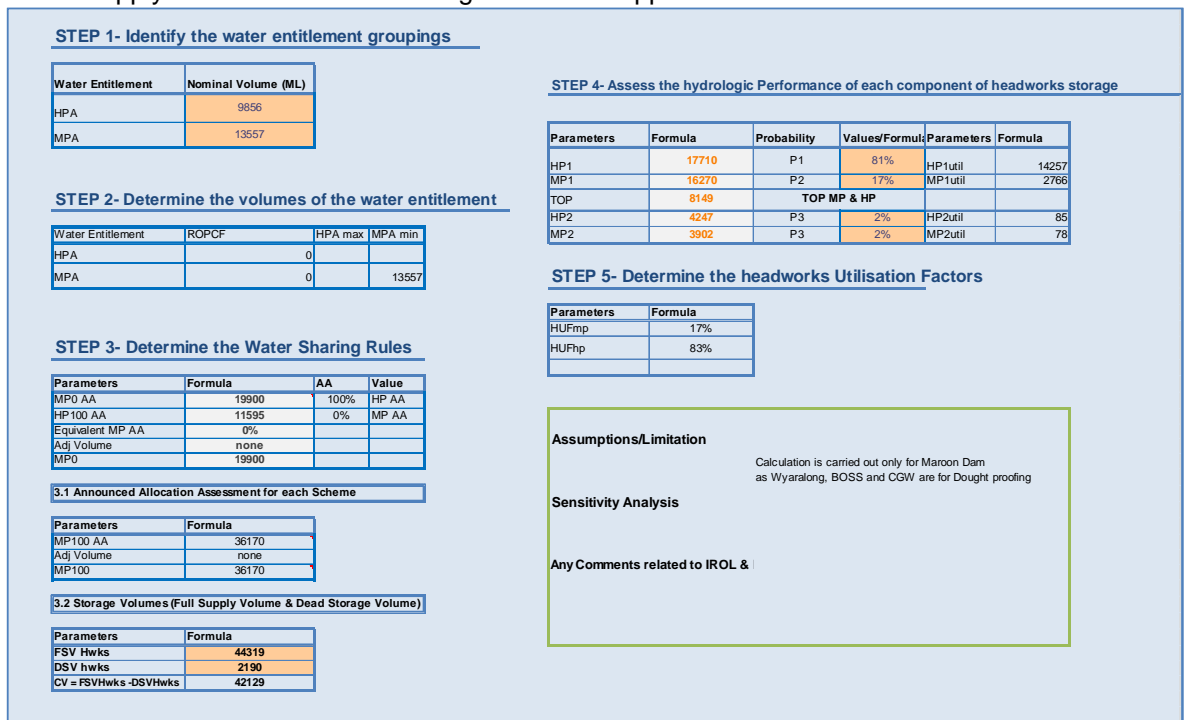 STEP 1- Identify the water entitlement groupings
Water Entitlement Nominal Volume (ML)
HPA 9856
MPA 13557
STEP 2- Determine the volumes of the water entitlement
Water Entitlement ROPCF HPA max MPA min
HPA 0
MPA 0 13557
STEP 3- Determine the Water Sharing Rules
Parameters Formula AA Value
MP0 AA 19900 100% HP AA
HP100 AA 11595 0% MP AA
Equivalent MP AA 0%
Adj Volume none
MP0 19900
3.1 Announced Allocation Assessment for each Scheme
Parameters Formula
MP100 AA 36170
Adj Volume none
MP100 36170
3.2 Storage Volumes (Full Supply Volume & Dead Storage Volume)
Parameters Formula
FSV Hwks 44319
DSV hwks 2190
CV = FSVHwks -DSVHwks 42129
STEP 4- Assess the hydrologic Performance of each component of headworks storage
Parameters Formula Probability Values/Formula Parameters Formula
HP1 17710 P1 81% HP1util 14257
MP1 16270 P2 17% MP1util 2766
TOP 8149 TOP MP & HP
HP2 4247 P3 2% HP2util 85
MP2 3902 P3 2% MP2util 78
STEP 5- Determine the headworks Utilisation Factors
Parameters Formula
HUFmp 17%
HUFhp 83%
Assumptions/Limitation
Calculation is carried out only for Maroon Dam
as Wyaralong, BOSS and CGW are for Dought proofing
Sensitivity Analysis
Any Comments related to IROL &